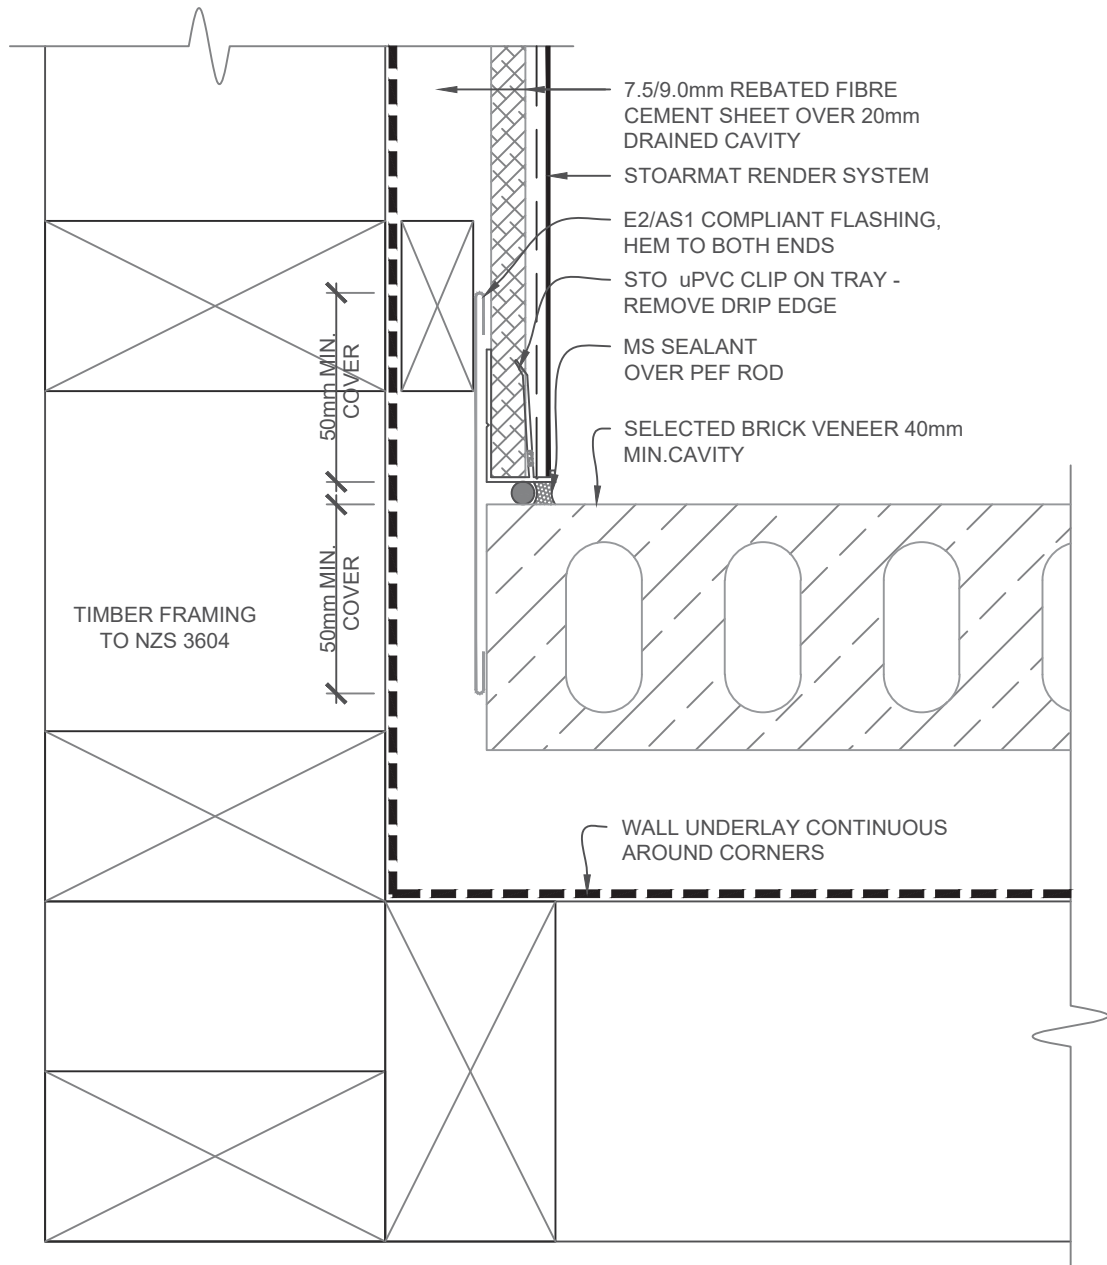 7.5/9.0mm REBATED FIBRE
CEMENT SHEET OVER 20mm
DRAINED CAVITY
STOARMAT RENDER SYSTEM
E2/AS1 COMPLIANT FLASHING,
HEM TO BOTH ENDS
STO uPVC CLIP ON TRAY -
REMOVE DRIP EDGE
MS SEALANT
OVER PEF ROD
50mm MIN.
COVER
SELECTED BRICK VENEER 40mm
MIN.CAVITY
50mm MIN.
COVER
TIMBER FRAMING
TO NZS 3604
WALL UNDERLAY CONTINUOUS
AROUND CORNERS